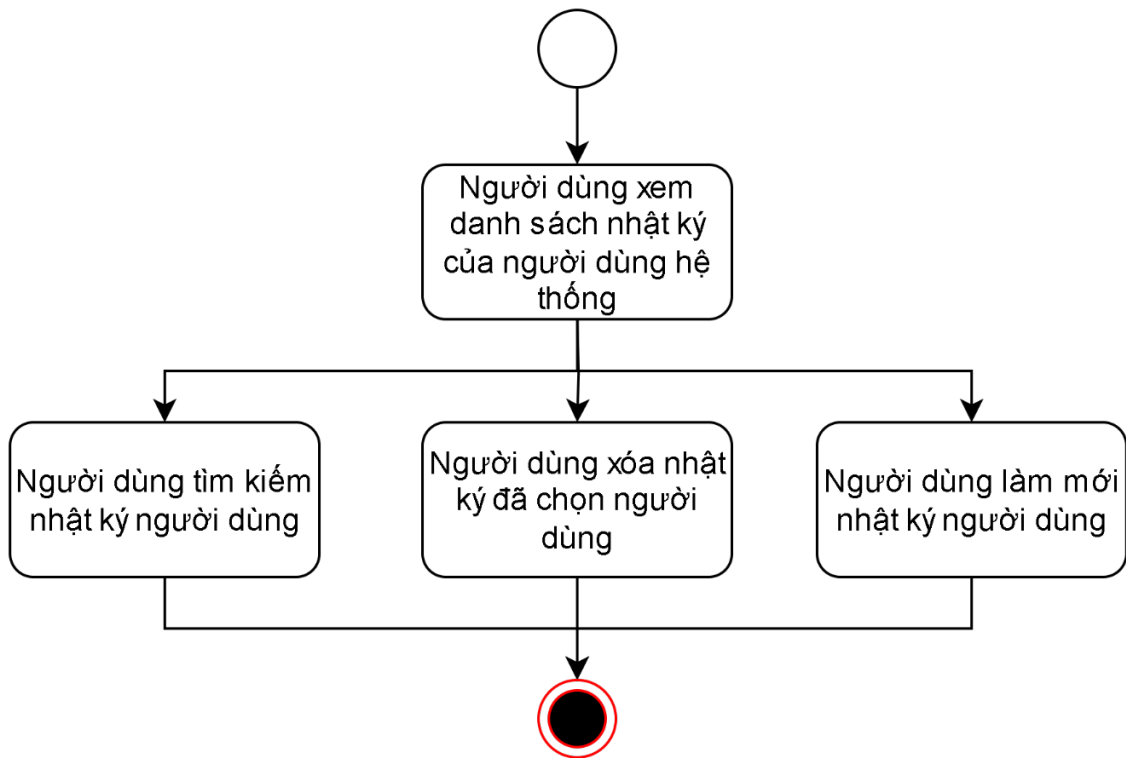 Người dùng xem
danh sách nhật ký
của người dùng hệ
thống
Người dùng tìm kiếm
nhật ký người dùng
Người dùng xóa nhật
ký đã chọn người
dùng
Người dùng làm mới
nhật ký người dùng